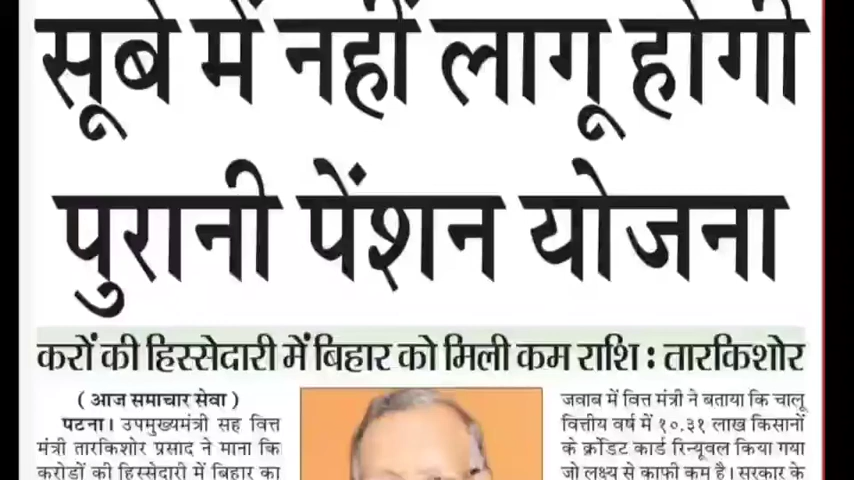 सूबे में नहीं लागू होगी
पुरानी पेंशन योजना
करों की हिस्सेदारी में बिहार को मिली कम राशि : तारकिशोर
( आज समाचार सेवा )
पटना। उपमुख्यमंत्री सह वित्त
मंत्री तारकिशोर प्रसाद ने माना कि
करोड़ों की हिस्सेदारी में बिहार का
जवाब में वित्त मंत्री ने बताया कि चालू
वित्तीय वर्ष में १०.३१ लाख किसानों
के क्रेडिट कार्ड रिन्यूवल किया गया
जो लक्ष्य से काफी कम है। सरकार के